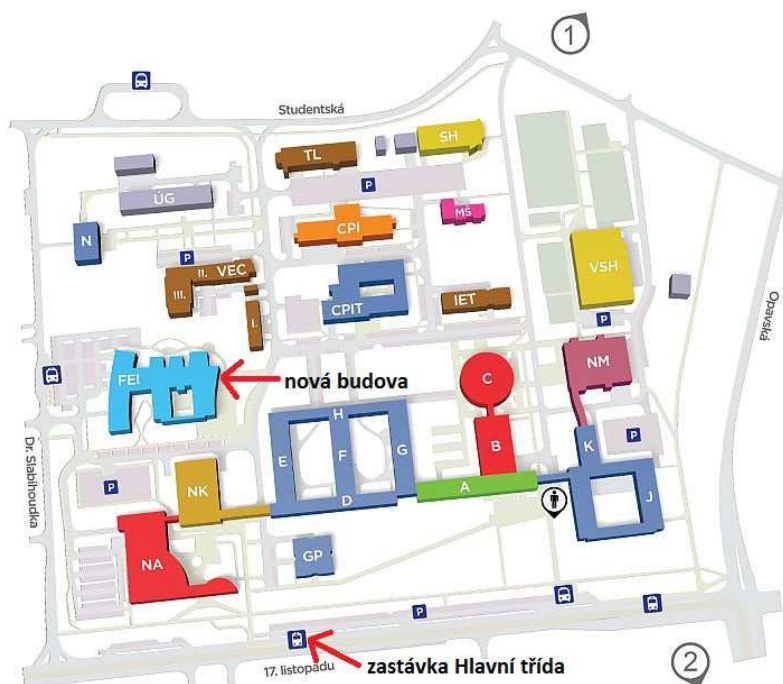 1
Studentská
SH
TL
P
ÚG
MŠ
CPI
N
P
II.
VEC
VSH
III.
CPIT
IET
I.
P
FEI
nová budova
C
NM
Opavská
H
P
K
E
F
G
B
Dr. Slabihoudka
P
NK
A
D
J
NA
GP
P
17. listopadu
zastávka Hlavní třída
2